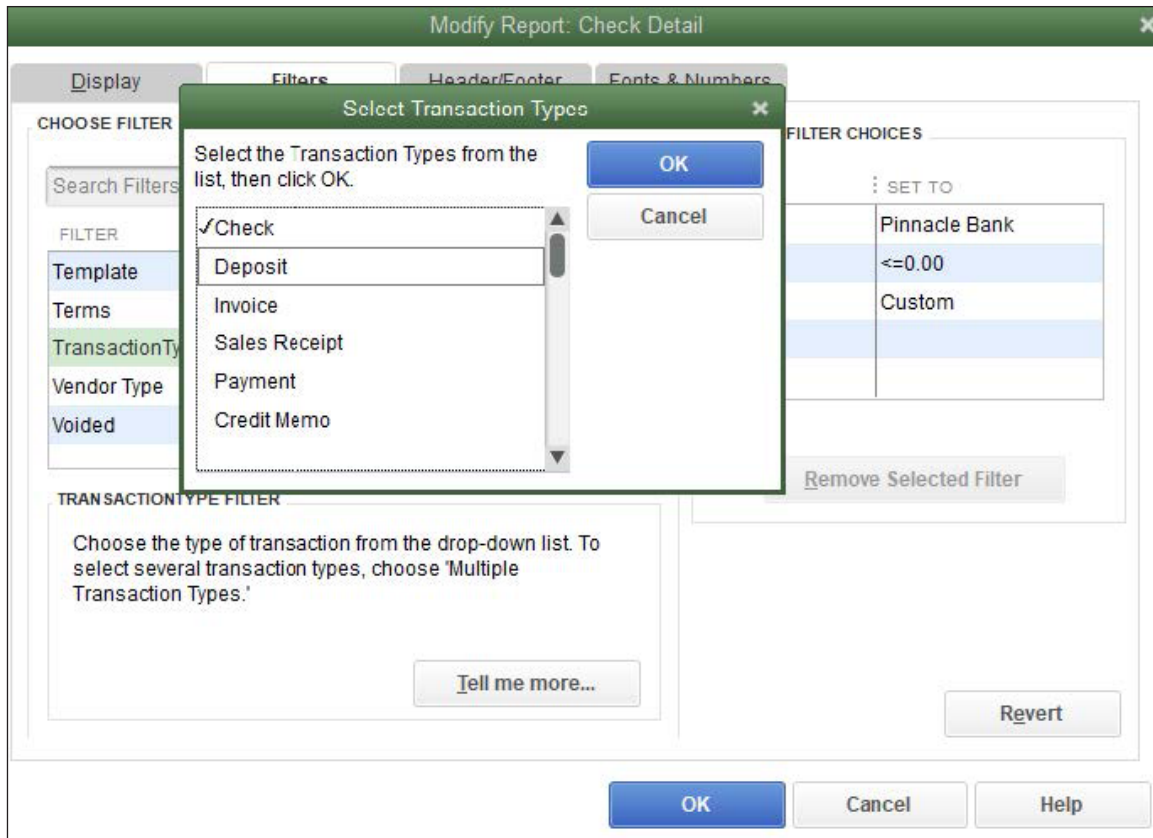 Modify Report: Check Detail
Display Filters Header/Footer Fonts & Numbers
CHOOSE FILTER
Search Filters
FILTER
Template
Terms
TransactionTy
Vendor Type
Voided
Select Transaction Types
Select the Transaction Types from the
list, then click OK.
✓Check
Deposit
Invoice
Sales Receipt
Payment
Credit Memo
OK
Cancel
FILTER CHOICES
SET TO
Pinnacle Bank
<=0.00
Custom
Remove Selected Filter
TRANSACTIONTYPE FILTER
Choose the type of transaction from the drop-down list. To
select several transaction types, choose 'Multiple
Transaction Types.'
Tell me more...
Revert
OK Cancel Help